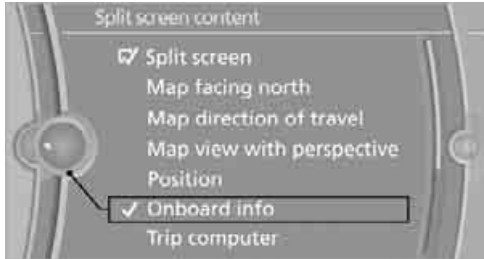 Split screen content
Split screen
Map facing north
Map direction of travel
Map view with perspective
Position
Onboard info
Trip computer